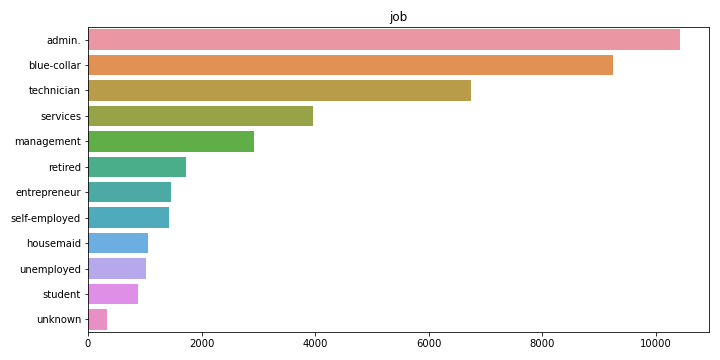 job
admin.
blue-collar
technician
services
management
retired
entrepreneur
self-employed
housemaid
unemployed
student
unknown
0 2000 4000 6000 8000 10000